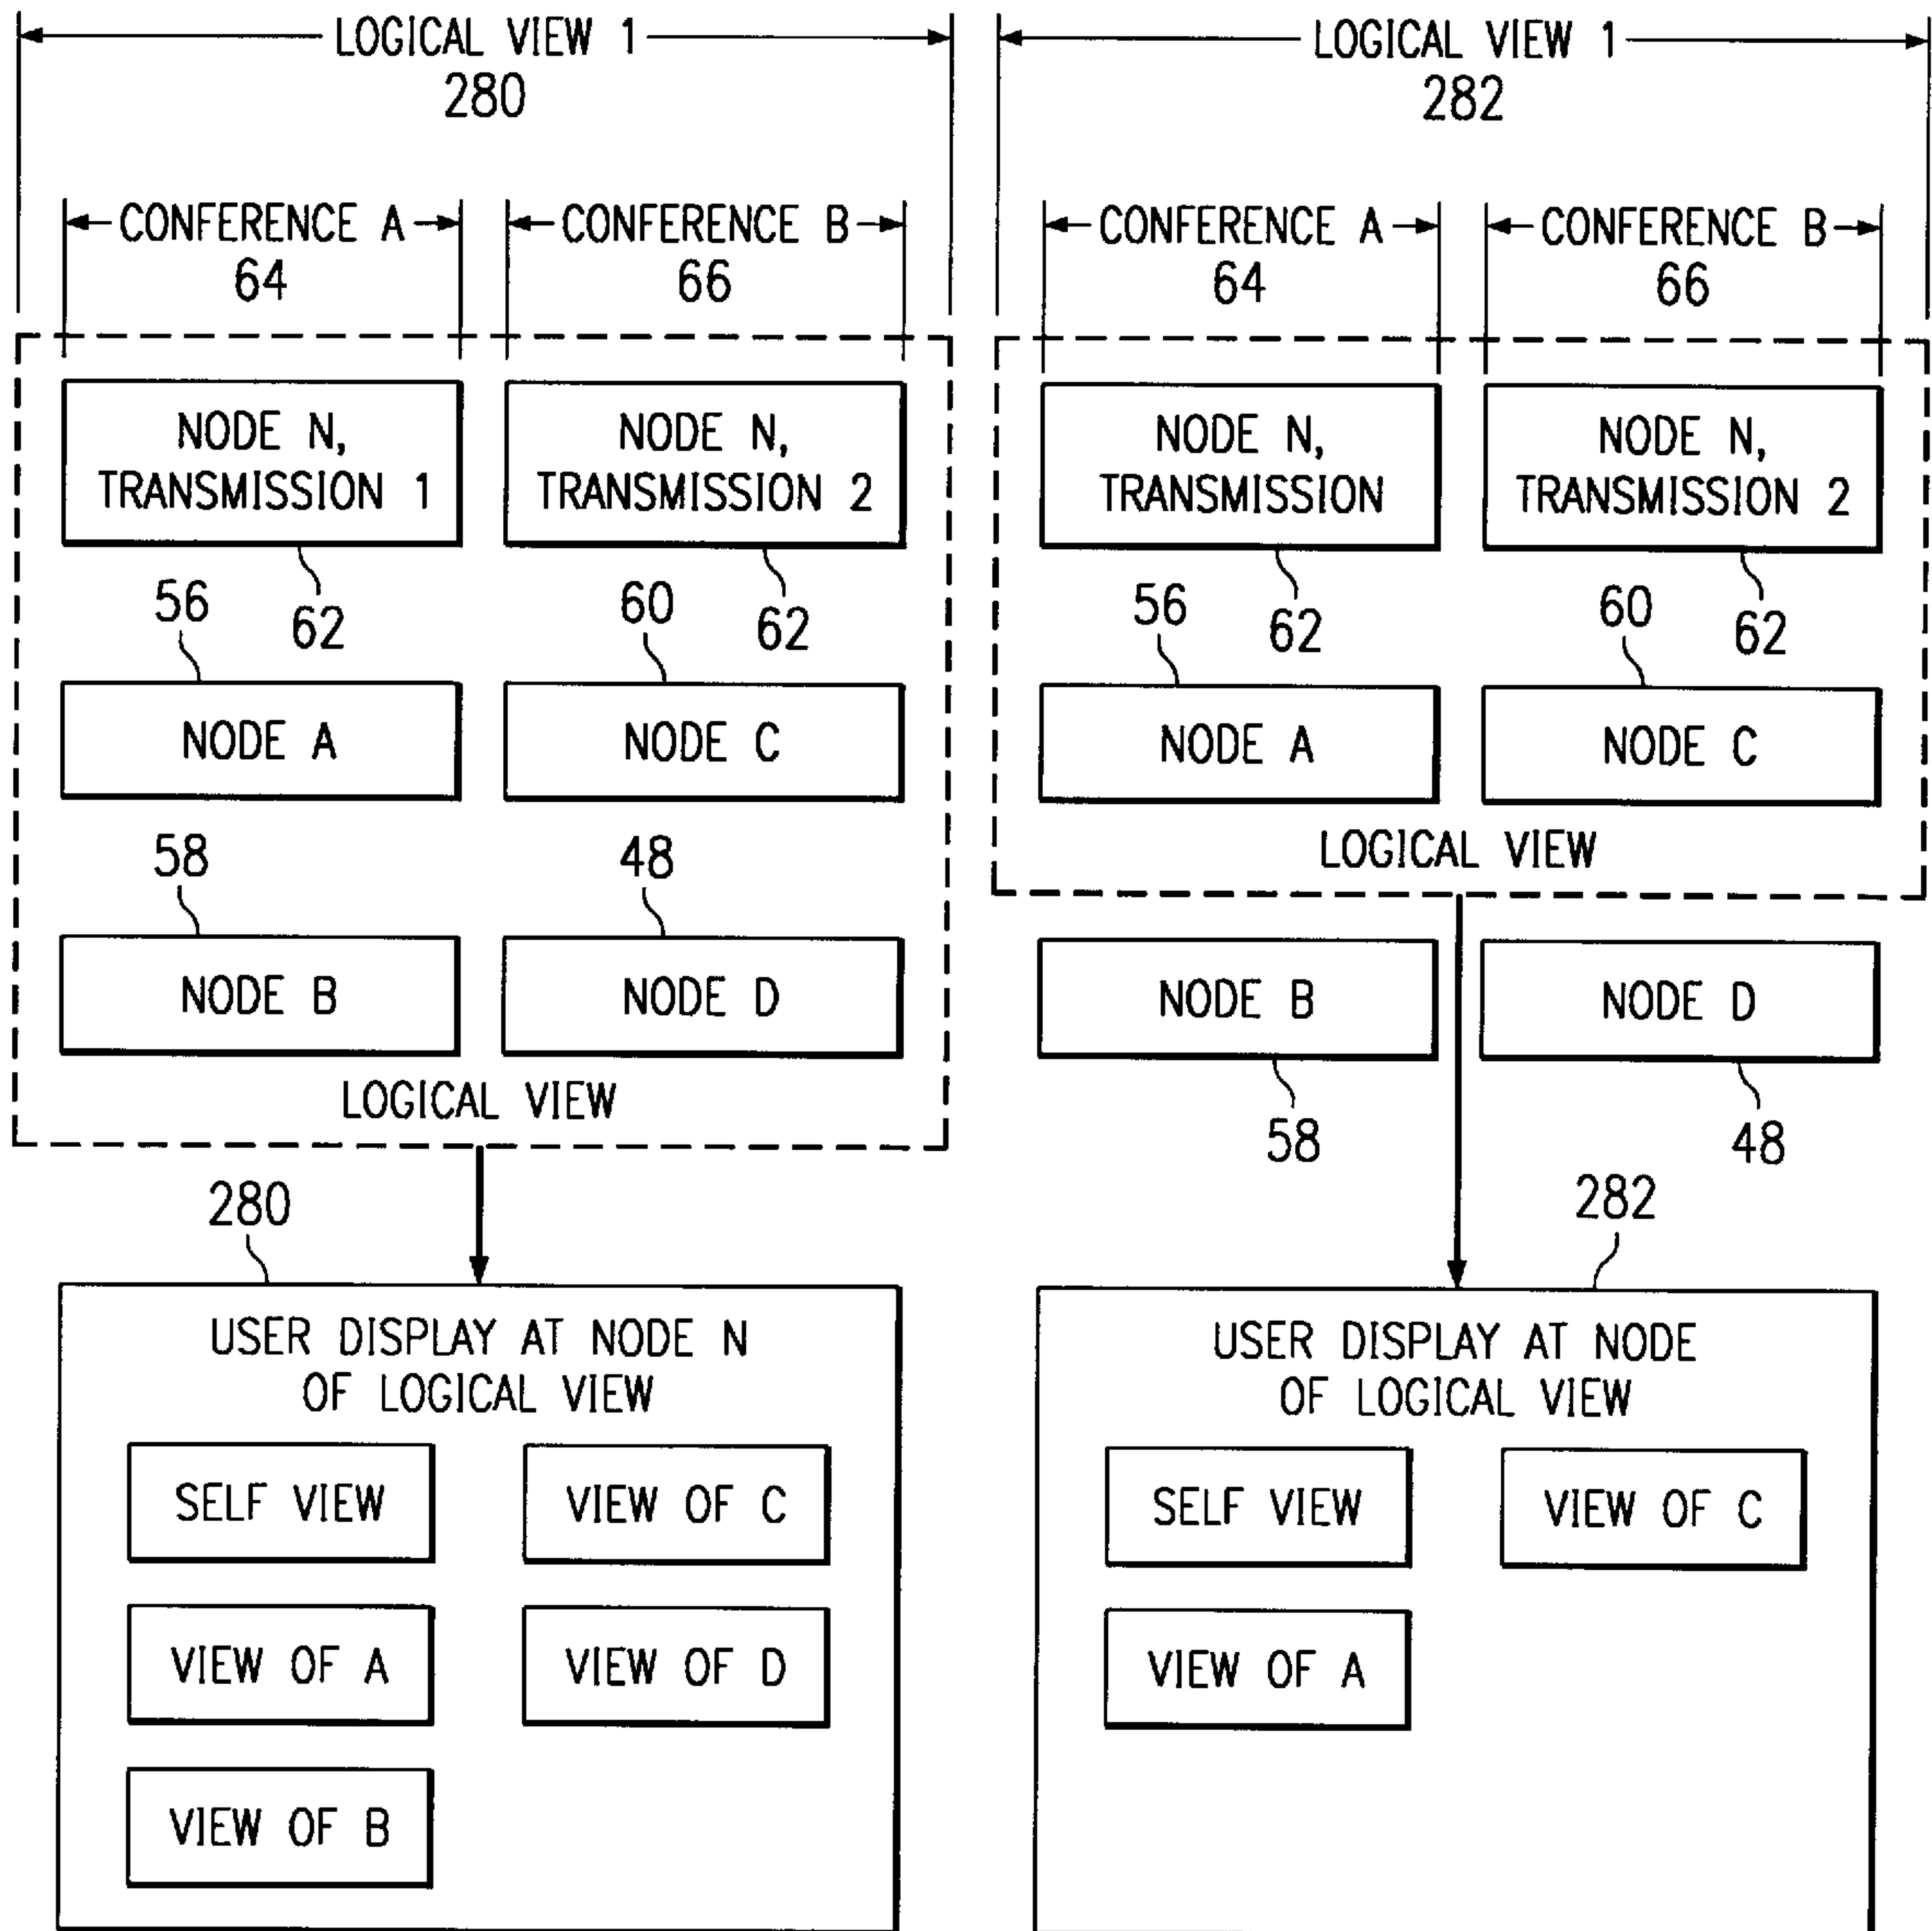 LOGICAL VIEW 1
280
CONFERENCE A
64
CONFERENCE B
66
NODE N,
TRANSMISSION 1
62
NODE N,
TRANSMISSION 2
62
56
NODE A
60
NODE C
58
NODE B
48
NODE D
LOGICAL VIEW
280
USER DISPLAY AT NODE N
OF LOGICAL VIEW
SELF VIEW
VIEW OF C
VIEW OF A
VIEW OF D
VIEW OF B
LOGICAL VIEW 1
282
CONFERENCE A
64
CONFERENCE B
66
NODE N,
TRANSMISSION
62
NODE N,
TRANSMISSION 2
62
56
NODE A
60
NODE C
LOGICAL VIEW
NODE B
58
NODE D
48
282
USER DISPLAY AT NODE
OF LOGICAL VIEW
SELF VIEW
VIEW OF C
VIEW OF A